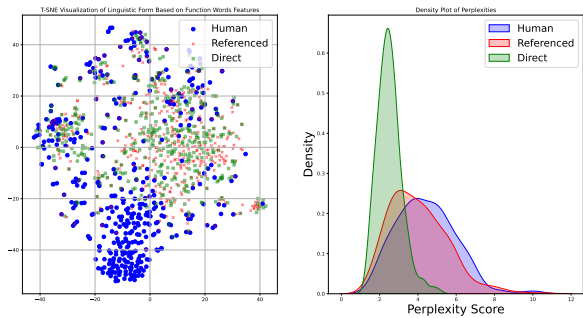 T-SNE Visualization of Linguistic Form Based on Function Words Features
Human
Referenced
Direct
40
20
0
−20
−40
−40
−20
0
20
40
Density Plot of Perplexities
Human
Referenced
Direct
Density
0.6
0.5
0.4
0.3
0.2
0.1
0.0
0
2
4
6
8
10
12
Perplexity Score